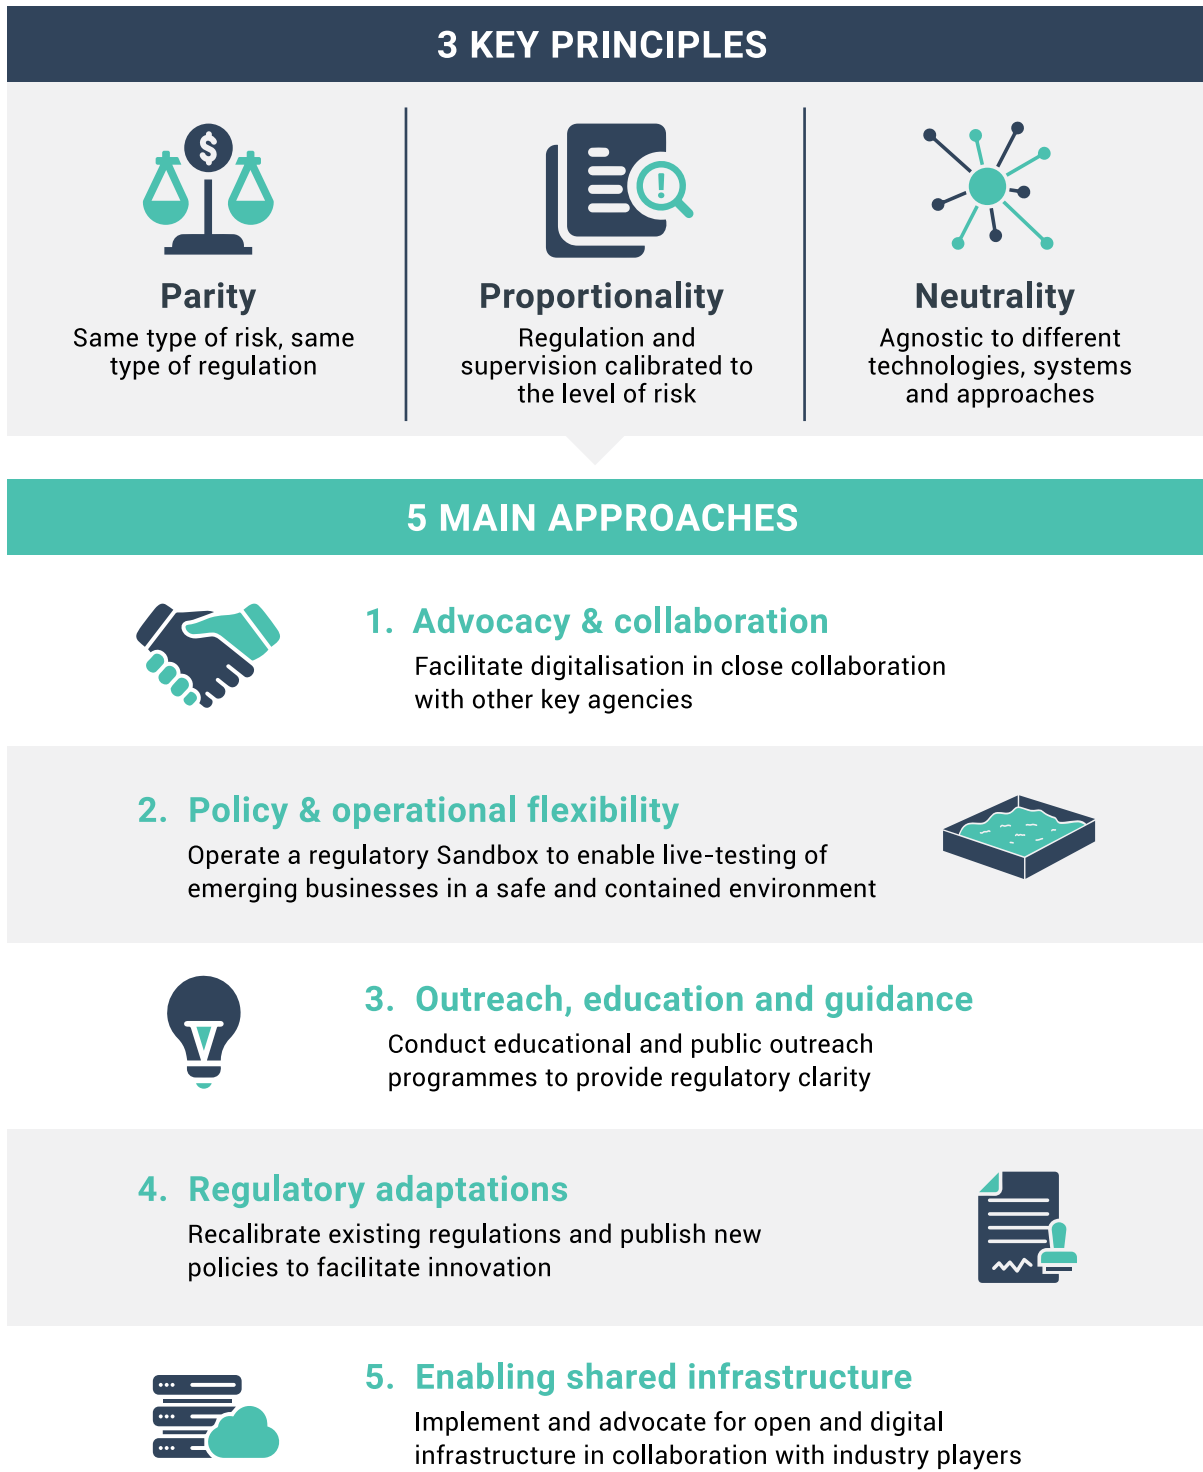 3 KEY PRINCIPLES
$
!
Parity
Same type of risk, same
type of regulation
Proportionality
Regulation and
supervision calibrated to
the level of risk
Neutrality
Agnostic to different
technologies, systems
and approaches
5 MAIN APPROACHES
1. Advocacy & collaboration
Facilitate digitalisation in close collaboration
with other key agencies
2. Policy & operational flexibility
Operate a regulatory Sandbox to enable live-testing of
emerging businesses in a safe and contained environment
3. Outreach, education and guidance
Conduct educational and public outreach
programmes to provide regulatory clarity
4. Regulatory adaptations
Recalibrate existing regulations and publish new
policies to facilitate innovation
5. Enabling shared infrastructure
Implement and advocate for open and digital
infrastructure in collaboration with industry players